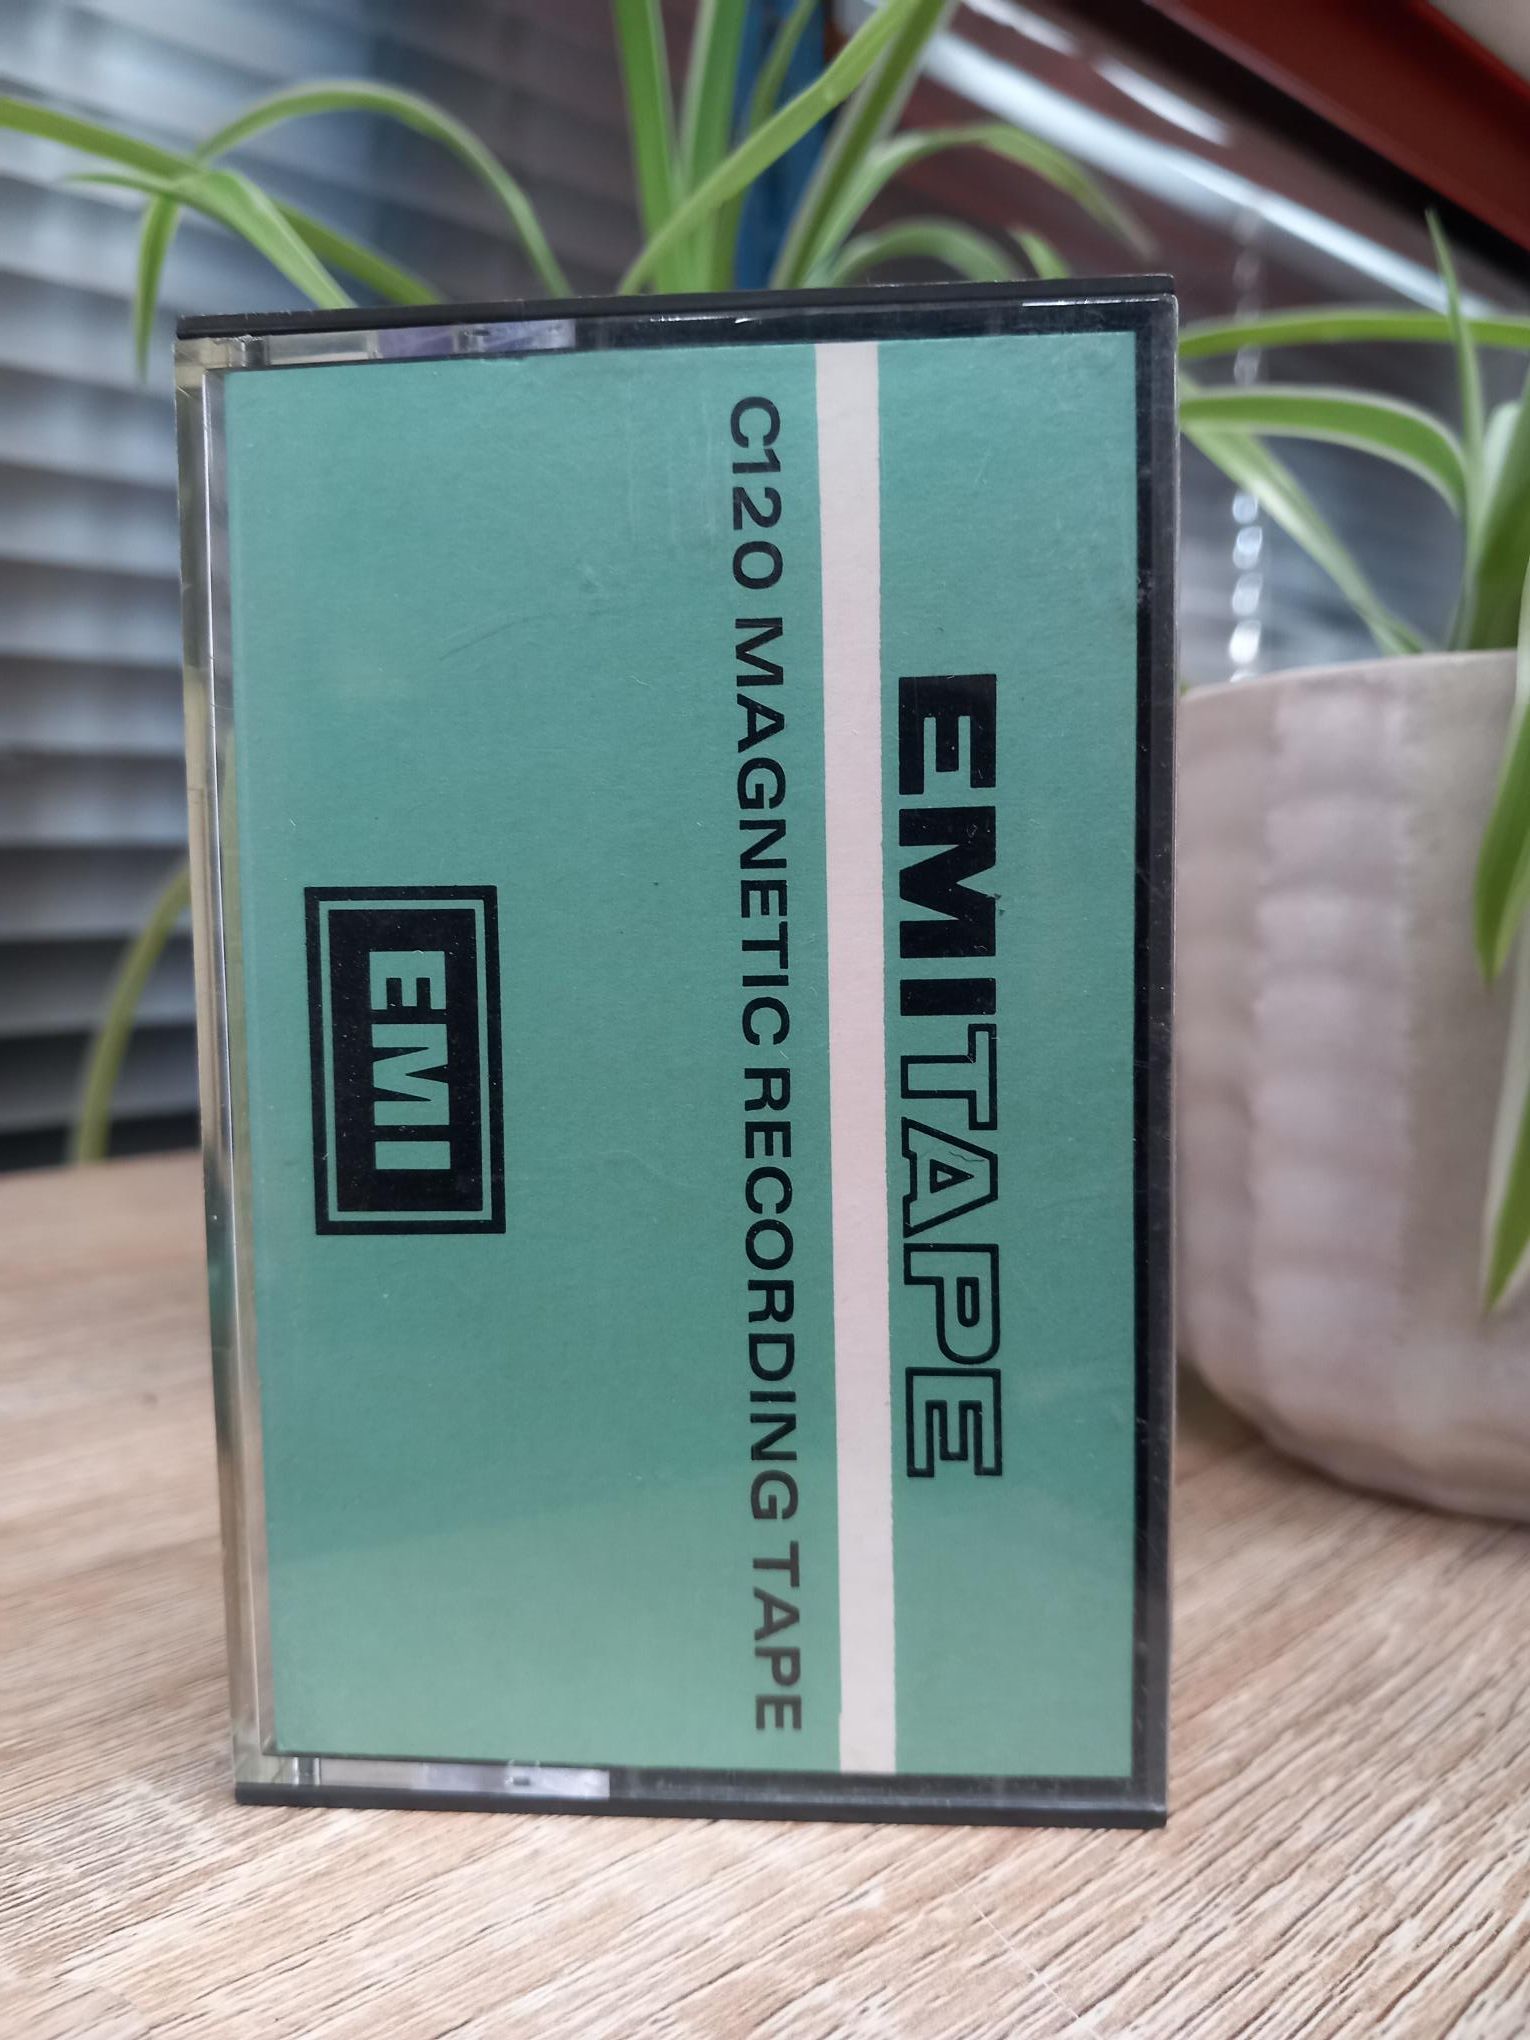 EMITAPE
C120 MAGNETIC RECORDING TAPE
EMI